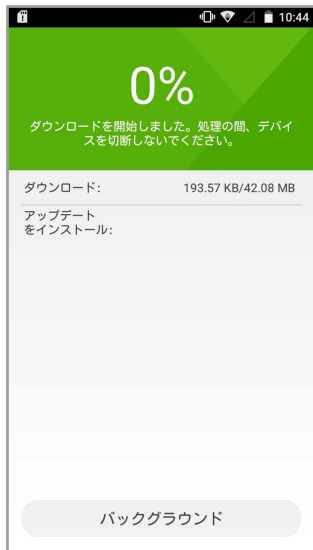 10:44
0%
ダウンロードを開始しました。処理の間、デバイ
スを切断しないでください。
ダウンロード: 193.57 KB/42.08 MB
アップデート
をインストール:
バックグラウンド